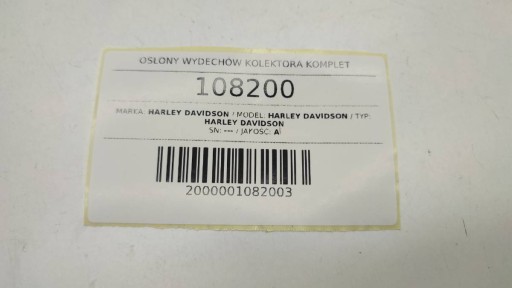 OSŁONY WYDECHÓW KOLEKTORA KOMPLET
108200
MARKA: HARLEY DAVIDSON / MODEL: HARLEY DAVIDSON / TYP:
HARLEY DAVIDSON
SN: --- / JAKOŚĆ: A
2000001082003